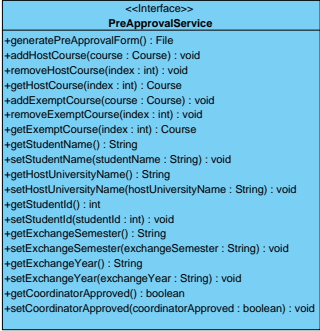 <<Interface>>
PreApprovalService
+generatePreApprovalForm() : File
+addHostCourse(course : Course) : void
+removeHostCourse(index : int) : void
+getHostCourse(index : int) : Course
+addExemptCourse(course : Course) : void
+removeExemptCourse(index : int) : void
+getExemptCourse(index : int) : Course
+getStudentName() : String
+setStudentName(studentName : String) : void
+getHostUniversityName() : String
+setHostUniversityName(hostUniversityName : String) : void
+getStudentId() : int
+setStudentId(studentId : int) : void
+getExchangeSemester() : String
+setExchangeSemester(exchangeSemester : String) : void
+getExchangeYear() : String
+setExchangeYear(exchangeYear : String) : void
+getCoordinatorApproved() : boolean
+setCoordinatorApproved(coordinatorApproved : boolean) : void